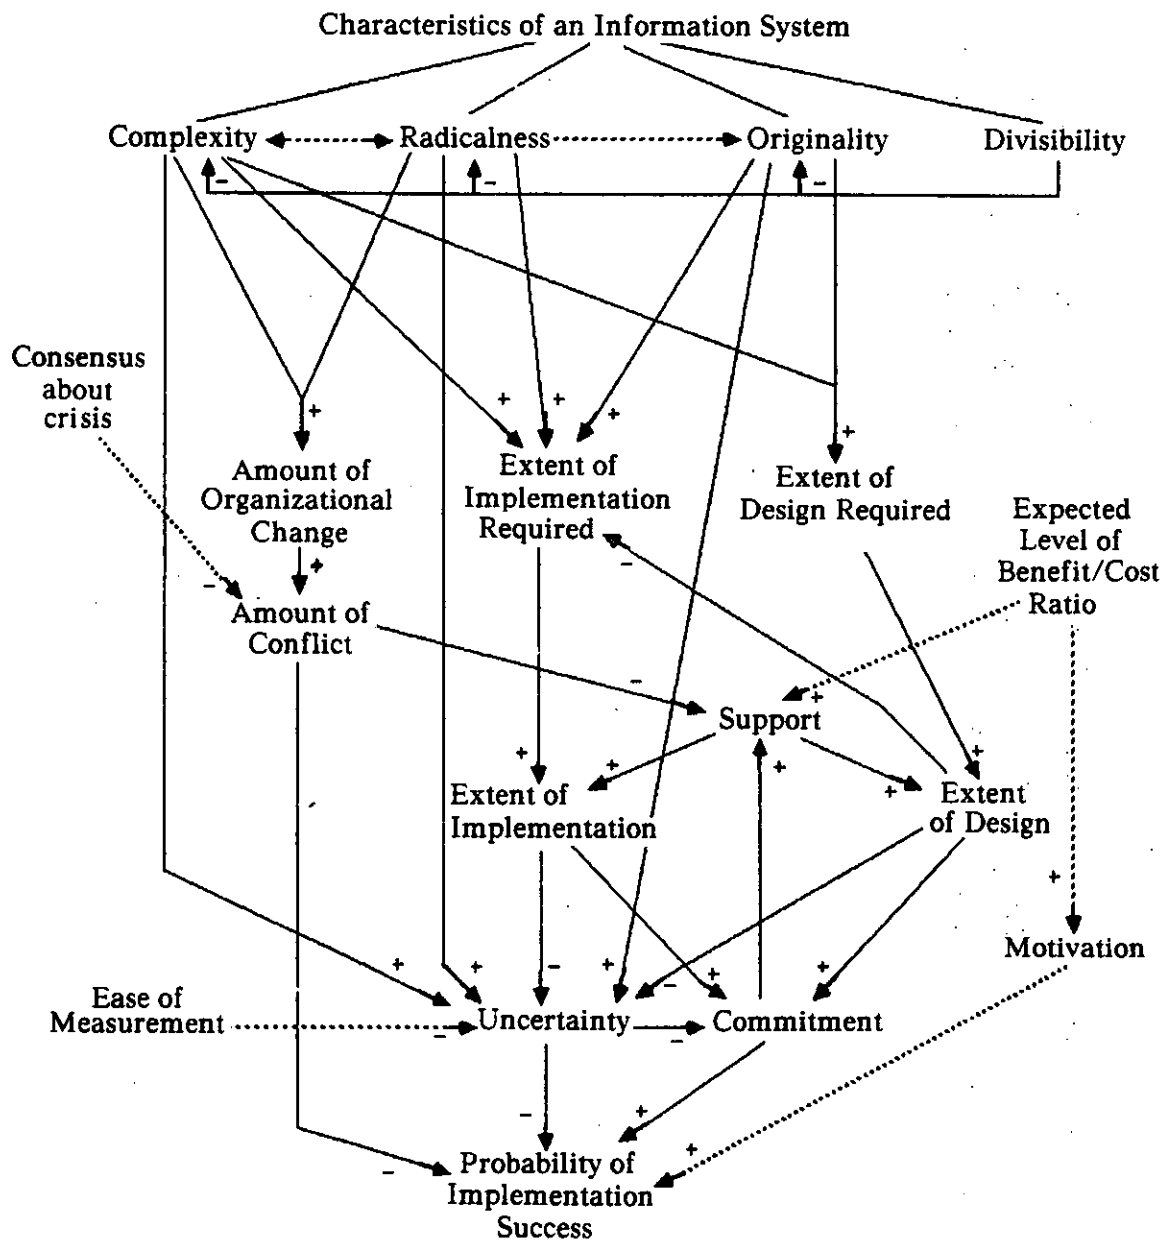 Characteristics of an Information System
Complexity
Radicalness
Originality
Divisibility
–
–
–
Consensus
about
crisis
+
+
+
+
+
Amount of
Organizational
Change
Extent of
Implementation
Required
Extent of
Design Required
Expected
Level of
Benefit/Cost
Ratio
+
–
–
Amount of
Conflict
–
+
Support
+
+
+
+
+
Extent of
Implementation
Extent
of Design
+
Motivation
+
+
–
+
–
+
+
Ease of
Measurement
–
Uncertainty
–
Commitment
–
+
+
–
Probability of
Implementation
Success